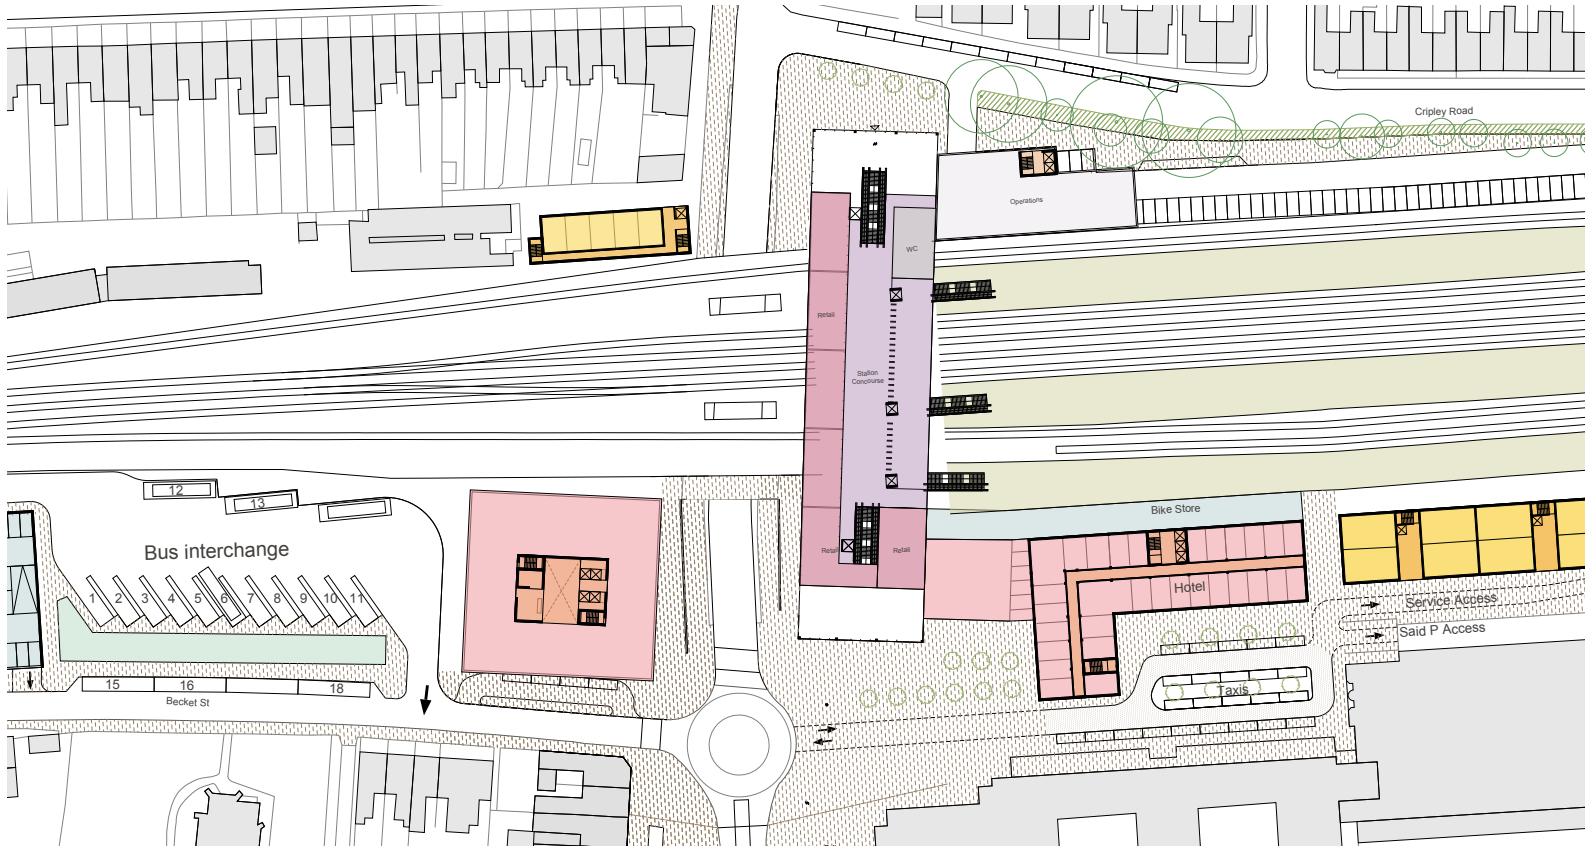 Cripley Road
Operations
WC
Retail
Station
Concourse
12
13
Bus interchange
Bike Store
Retail
Retail
1
2
3
4
5
6
7
8
9
10
11
Hotel
Service Access
Said P Access
15
16
18
Taxis
Becket St